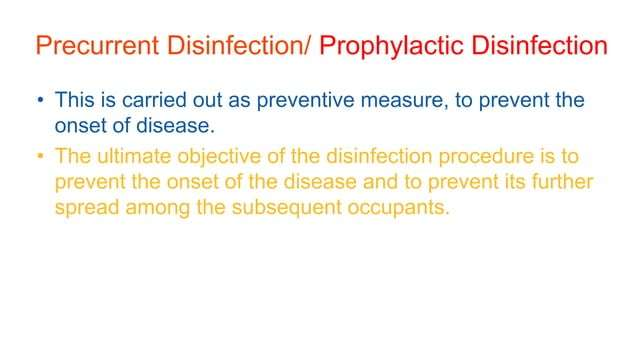 Precurrent Disinfection/ Prophylactic Disinfection
• This is carried out as preventive measure, to prevent the
onset of disease.
• The ultimate objective of the disinfection procedure is to
prevent the onset of the disease and to prevent its further
spread among the subsequent occupants.